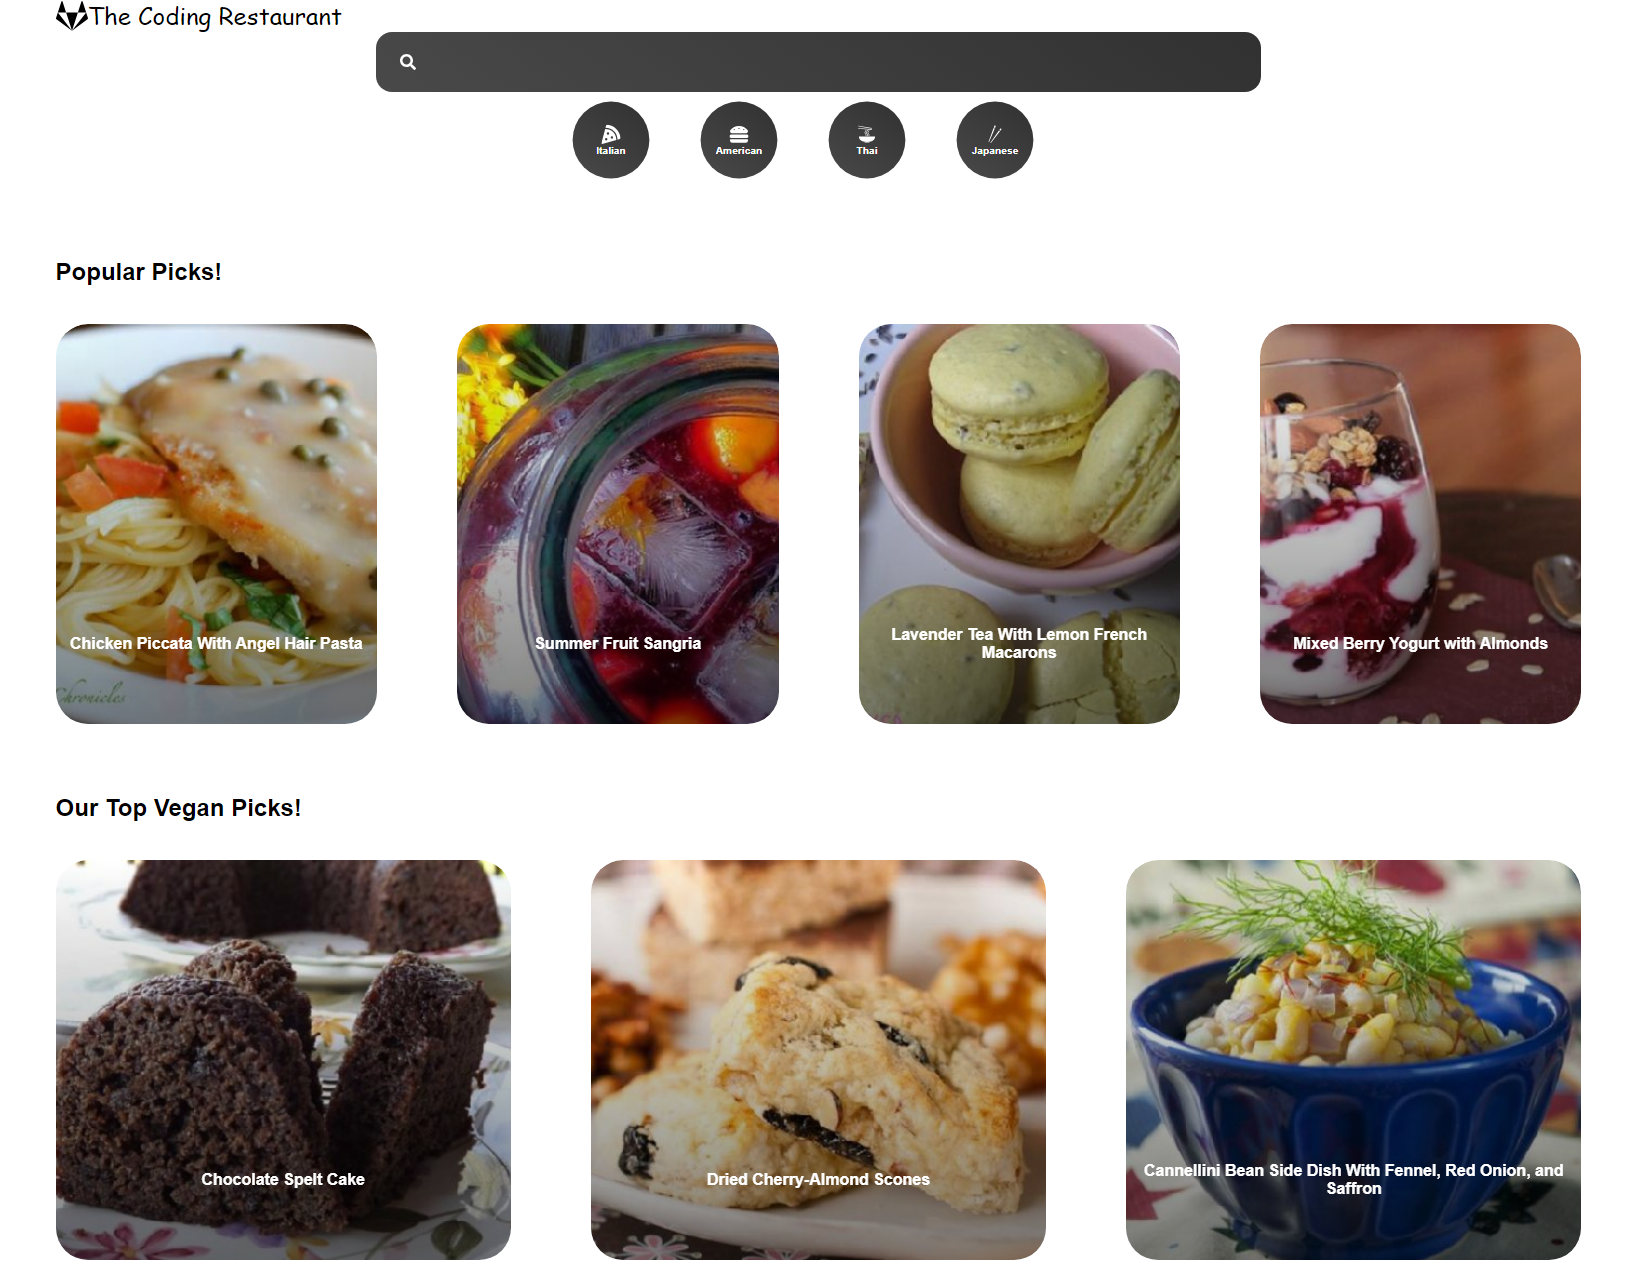 The Coding Restaurant
Italian
American
Thai
Japanese
Popular Picks!
Chicken Piccata With Angel Hair Pasta
Summer Fruit Sangria
Lavender Tea With Lemon French
Macarons
Mixed Berry Yogurt with Almonds
Chronicles
Our Top Vegan Picks!
Chocolate Spelt Cake
Dried Cherry-Almond Scones
Cannellini Bean Side Dish With Fennel, Red Onion, and
Saffron